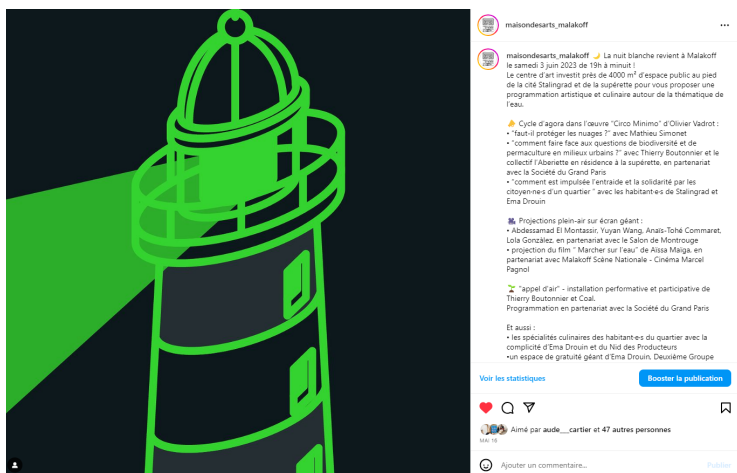 maisondesarts_malakoff
maisondesarts_malakoff 🌙 La nuit blanche revient à Malakoff
le samedi 3 juin 2023 de 19h à minuit !
Le centre d'art investit près de 4000 m² d'espace public au pied
de la cité Stalingrad et de la supérette pour vous proposer une
programmation artistique et culinaire autour de la thématique de
l'eau.
Cycle d'agora dans l'œuvre "Circo Minimo" d'Olivier Vadrot :
• "faut-il protéger les nuages ?" avec Mathieu Simonet
• "comment faire face aux questions de biodiversité et de
permaculture en milieux urbains ?" avec Thierry Boutonnier et le
collectif l'Aberiette en résidence à la supérette, en partenariat
avec la Société du Grand Paris
• "comment est impulsée l'entraide et la solidarité par les
citoyen·ne·s d'un quartier " avec les habitant·e·s de Stalingrad et
Ema Drouin
Projections plein-air sur écran géant :
• Abdessamad El Montassir, Yuyan Wang, Anaïs-Tohé Commaret,
Lola González, en partenariat avec le Salon de Montrouge
• projection du film " Marcher sur l'eau" de Aïssa Maïga, en
partenariat avec Malakoff Scène Nationale - Cinéma Marcel
Pagnol
🌱 "appel d'air" - installation performative et participative de
Thierry Boutonnier et Coal.
Programmation en partenariat avec la Société du Grand Paris
Et aussi :
• les spécialités culinaires des habitant·e·s du quartier avec la
complicité d'Ema Drouin et du Nid des Producteurs
•un espace de gratuité géant d'Ema Drouin, Deuxième Groupe
Voir les statistiques
Booster la publication
Aimé par aude__cartier et 47 autres personnes
MAI 16
Ajouter un commentaire...
Publier